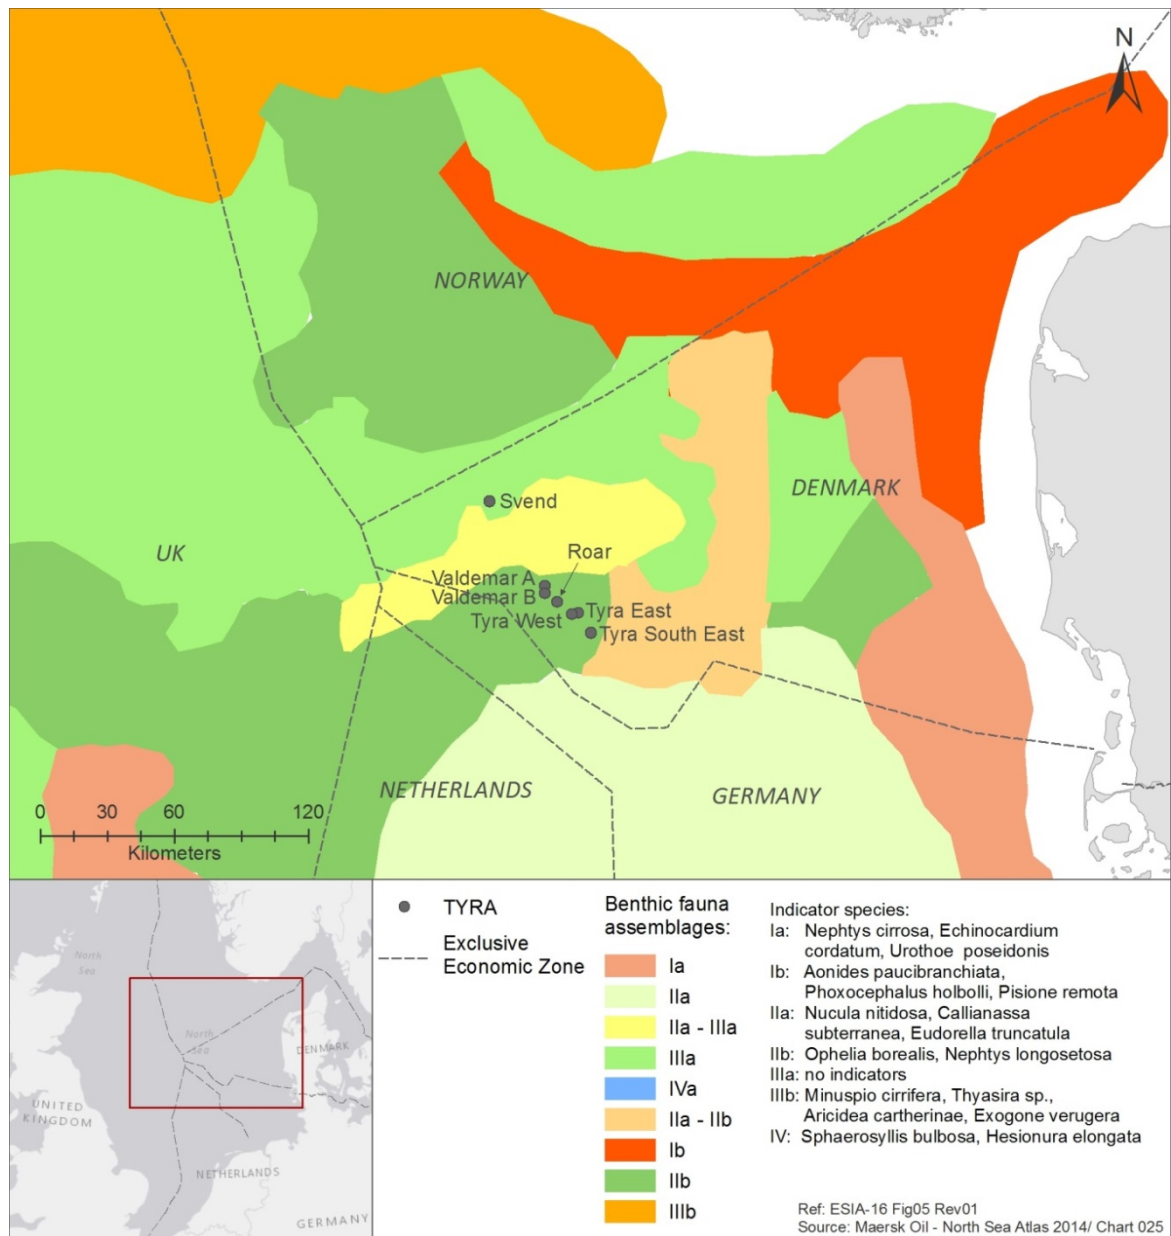 N
NORWAY
DENMARK
Svend
UK
Roar
Valdemar A
Valdemar B
Tyra East
Tyra West
Tyra South East
NETHERLANDS
GERMANY
0 30 60 120
Kilometers
North
Sea
North
Sea
DENMARK
UNITED
KINGDOM
NETHERLANDS
GERMANY
TYRA
Exclusive
Economic Zone
Benthic fauna
assemblages:
Ia
IIa
IIa - IIIa
IIIa
IVa
IIa - IIb
Ib
IIb
IIIb
Indicator species:
Ia: Nephtys cirrosa, Echinocardium
cordatum, Urothoe poseidonis
Ib: Aonides paucibranchiata,
Phoxocephalus holbolli, Pisione remota
IIa: Nucula nitidosa, Callianassa
subterranea, Eudorella truncatula
IIb: Ophelia borealis, Nephtys longosetosa
IIIa: no indicators
IIIb: Minuspio cirrifera, Thyasira sp.,
Aricidea cartherinae, Exogone verugera
IV: Sphaerosyllis bulbosa, Hesionura elongata
Ref: ESIA-16 Fig05 Rev01
Source: Maersk Oil - North Sea Atlas 2014/ Chart 025